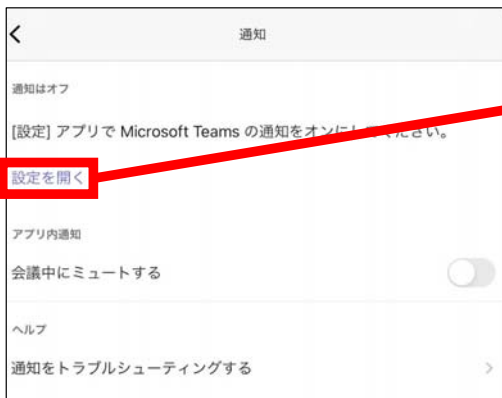 通知
通知はオフ
[設定] アプリで Microsoft Teams の通知をオンにしてください。
設定を開く
アプリ内通知
会議中にミュートする
ヘルプ
通知をトラブルシューティングする